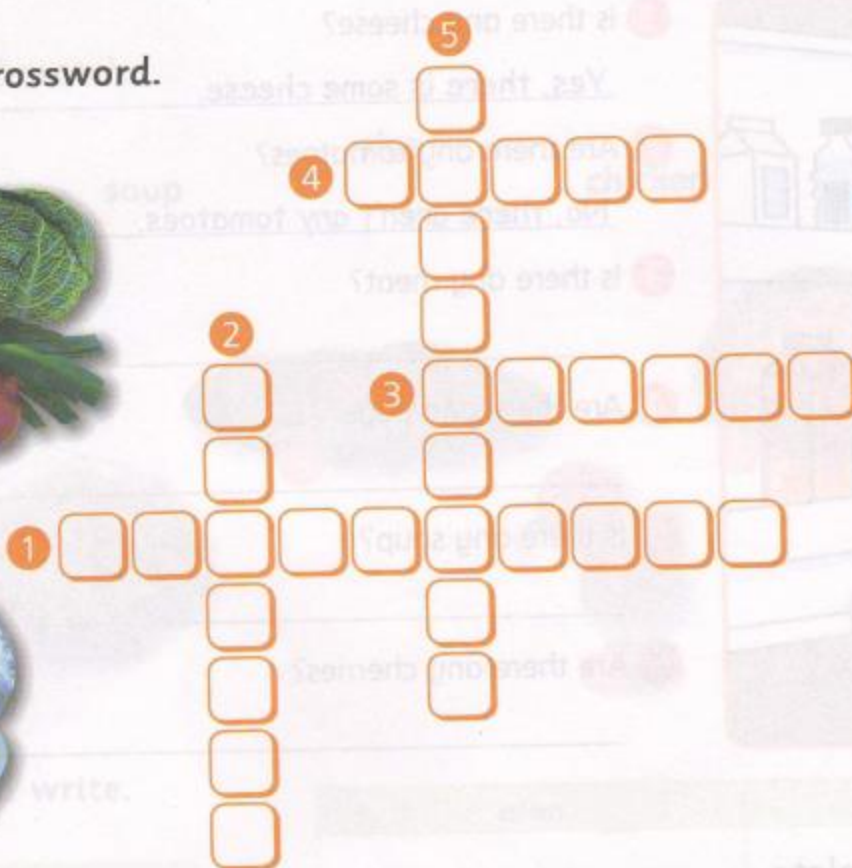 rossword.
5
4
soup
2
3
1
write.
Is there any cheese?
Yes, there is some cheese.
Are there any tomatoes?
No, there aren't any tomatoes.
Is there any meat?
Is there any soup?
Are there any cherries?